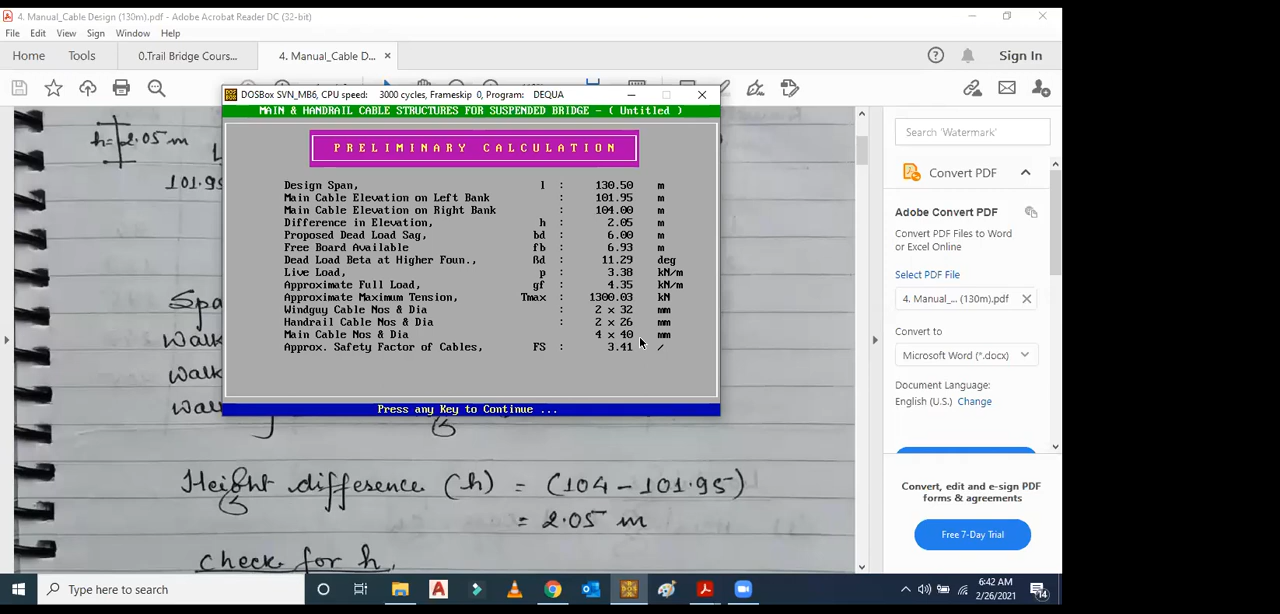 4. Manual_Cable Design (130m).pdf - Adobe Acrobat Reader DC (32-bit)
File Edit View Sign Window Help
Home Tools 0.Trail Bridge Cours... 4. Manual_Cable D... × Sign In
DOSBox SVN_MB6, CPU speed: 3000 cycles, Frameskip 0, Program: DEQUA
MAIN & HANDRAIL CABLE STRUCTURES FOR SUSPENDED BRIDGE - ( Untitled )
PRELIMINARY CALCULATION
Design Span, l : 130.50 m
Main Cable Elevation on Left Bank : 101.95 m
Main Cable Elevation on Right Bank : 104.00 m
Difference in Elevation, h : 2.05 m
Proposed Dead Load Sag, bd : 6.00 m
Free Board Available fb : 6.93 m
Dead Load Beta at Higher Foun., ßd : 11.29 deg
Live Load, p : 3.38 kN/m
Approximate Full Load, gf : 4.35 kN/m
Approximate Maximum Tension, Tmax : 1300.03 kN
Windguy Cable Nos & Dia : 2 x 32 mm
Handrail Cable Nos & Dia : 2 x 26 mm
Main Cable Nos & Dia 4 x 40 mm
Approx. Safety Factor of Cables, FS : 3.41 /
Press any Key to Continue ...
h= 2.05 m
101.95
Spa
Walk
Walk
Wa
Height difference (h) = (104 - 101.95)
= 2.05 m
check for h,
Search 'Watermark'
Convert PDF
Adobe Convert PDF
Convert PDF Files to Word
or Excel Online
Select PDF File
4. Manual_... (130m).pdf ×
Convert to
Microsoft Word (*.docx)
Document Language:
English (U.S.) Change
Convert, edit and e-sign PDF
forms & agreements
Free 7-Day Trial
Type here to search
6:42 AM
2/26/2021
14